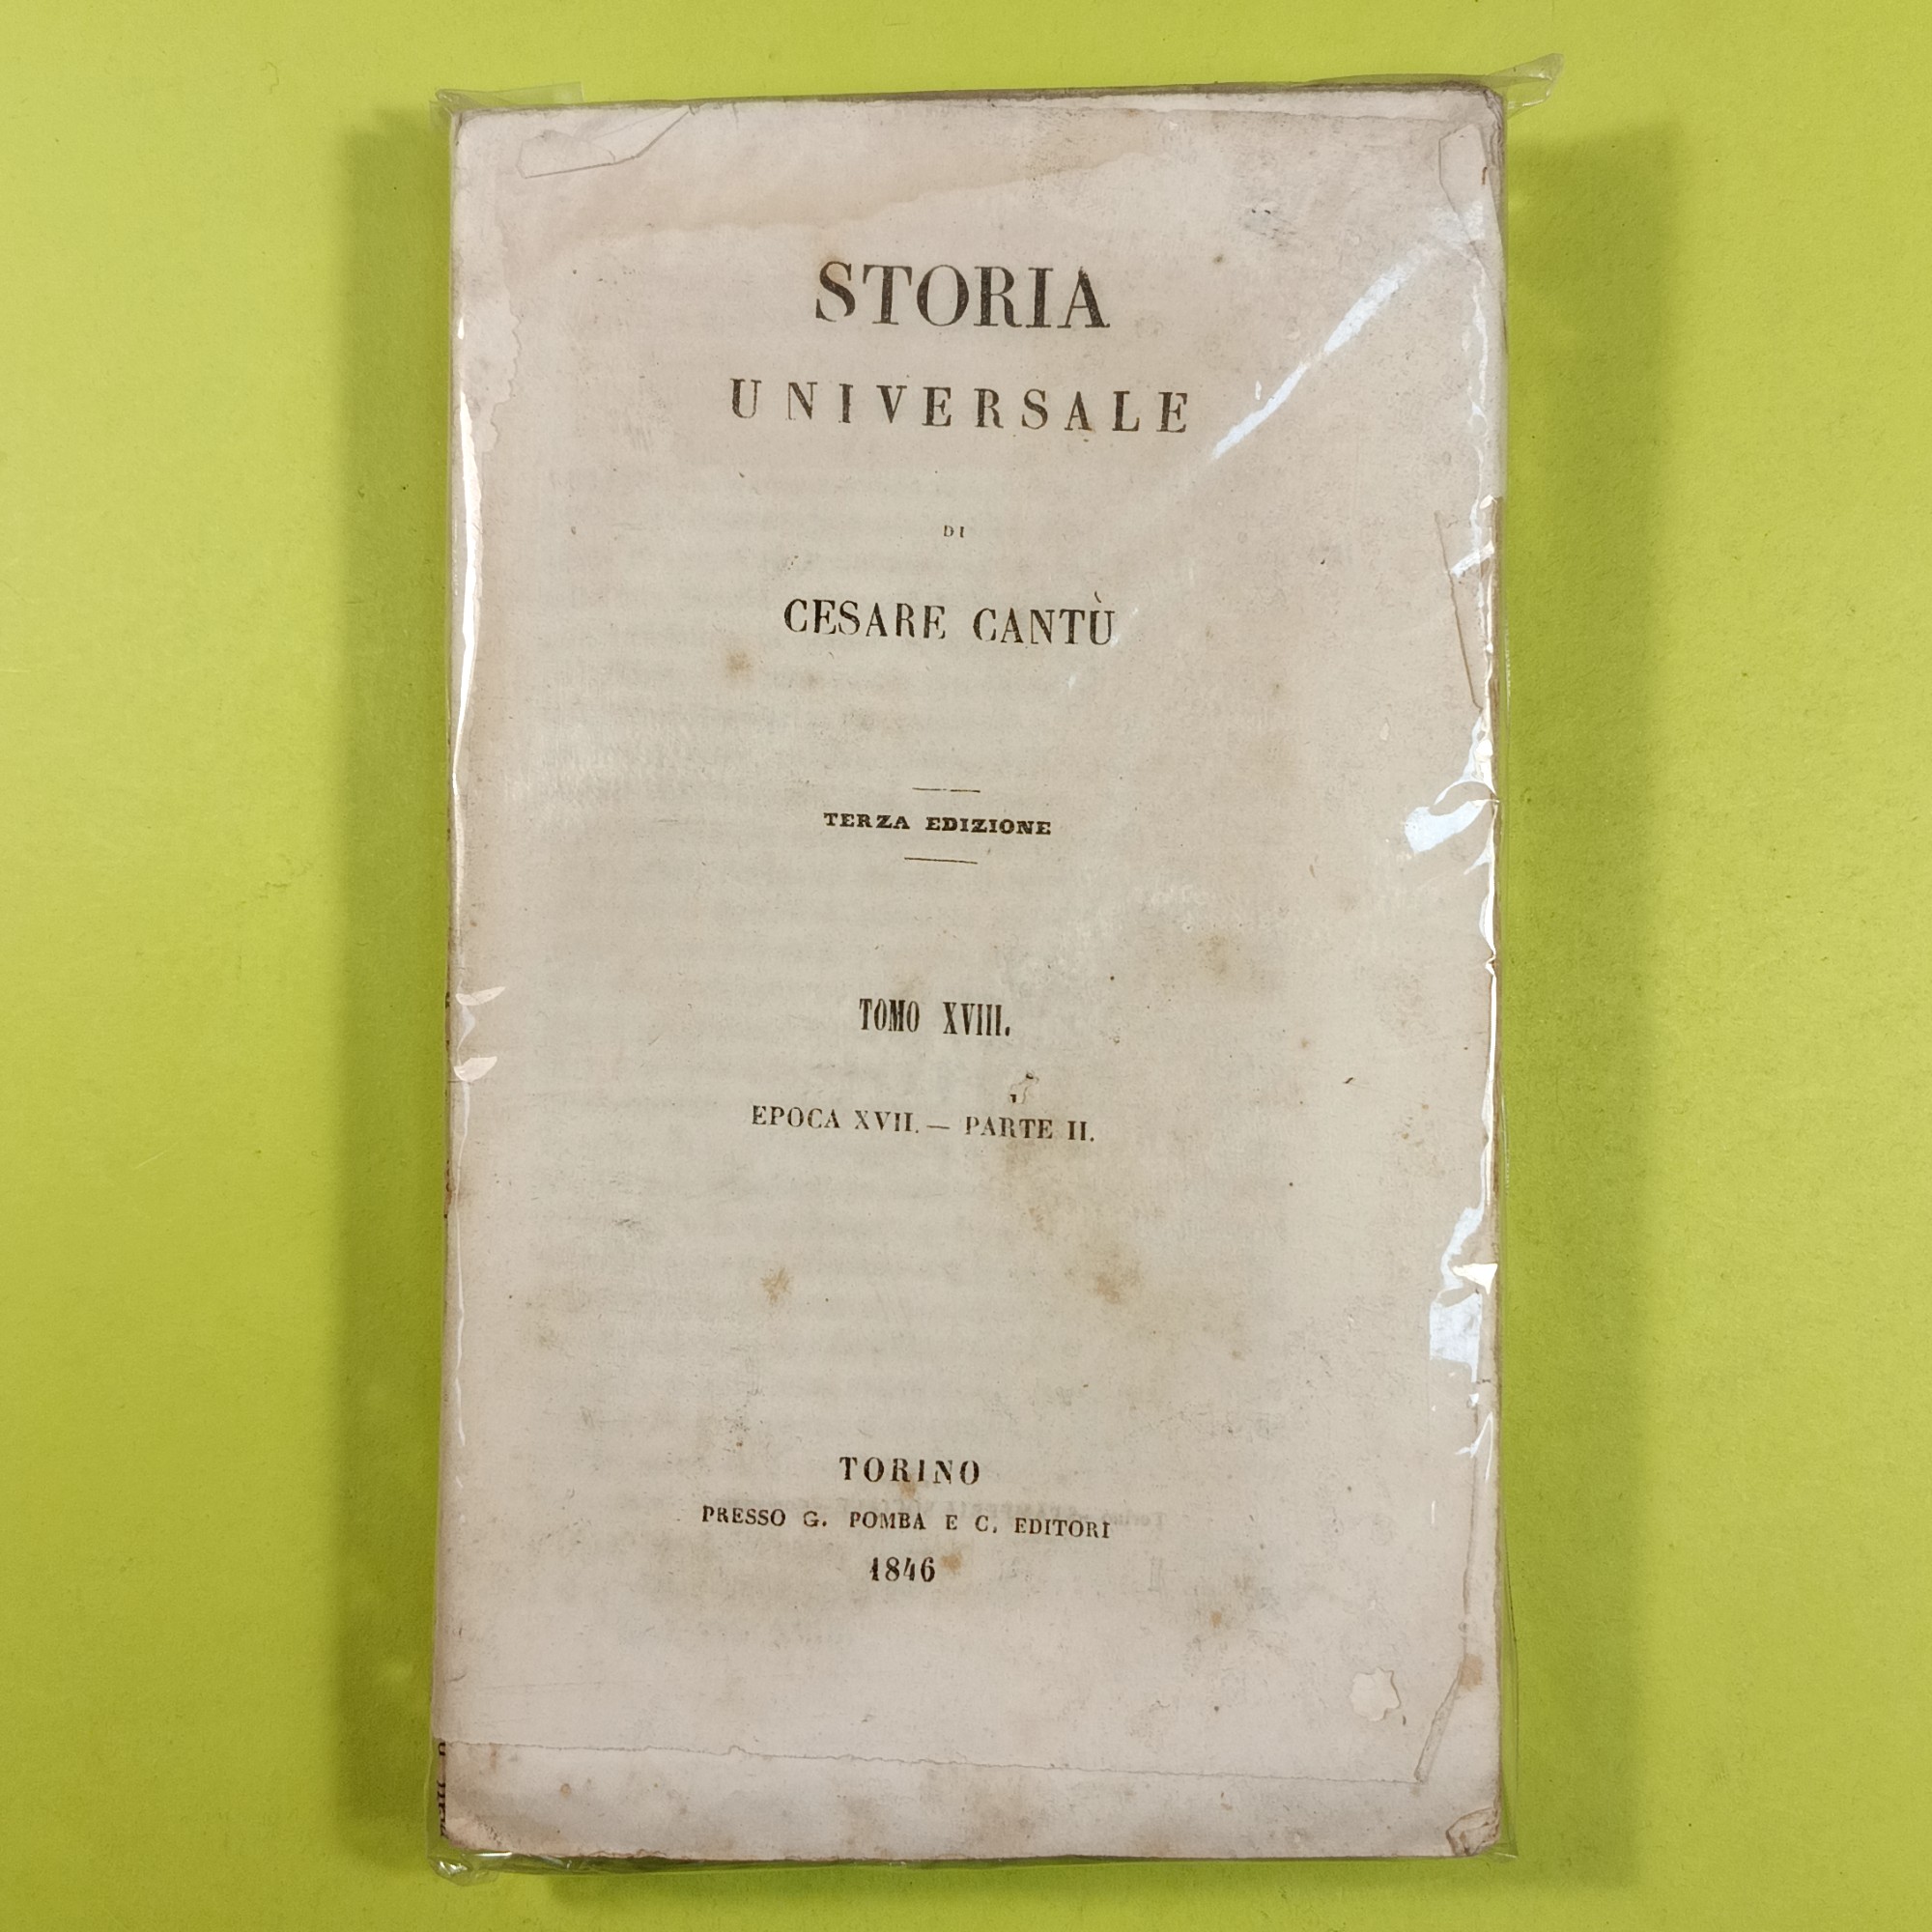 STORIA
UNIVERSALE
DI
CESARE CANTÙ
TERZA EDIZIONE
TOMO XVIII.
EPOCA XVII. — PARTE II.
TORINO
PRESSO G. POMBA E C. EDITORI
1846